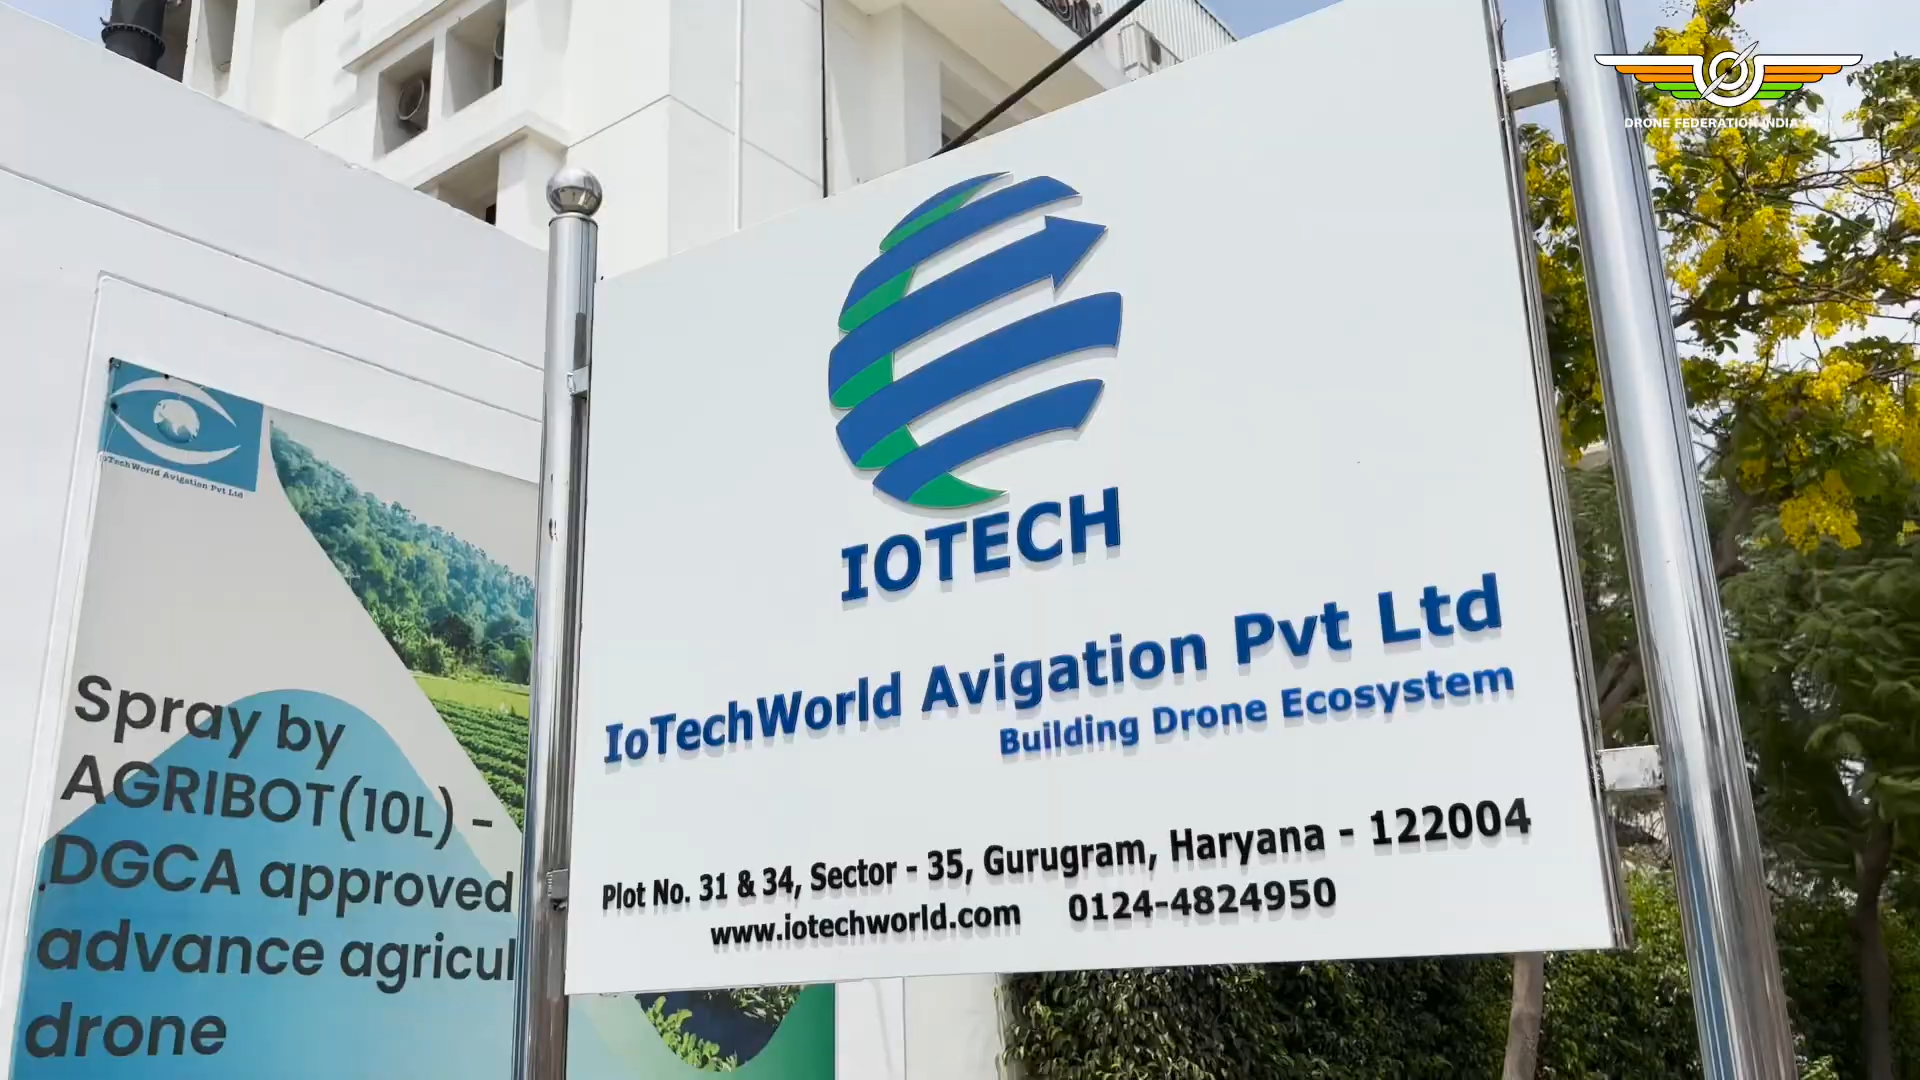 DRONE FEDERATION INDIA
IOTECH
IoTechWorld Avigation Pvt Ltd
Building Drone Ecosystem
Plot No. 31 & 34, Sector - 35, Gurugram, Haryana - 122004
www.iotechworld.com 0124-4824950
IoTechWorld Avigation Pvt Ltd
Spray by
AGRIBOT(10L) -
DGCA approved
advance agricul
drone